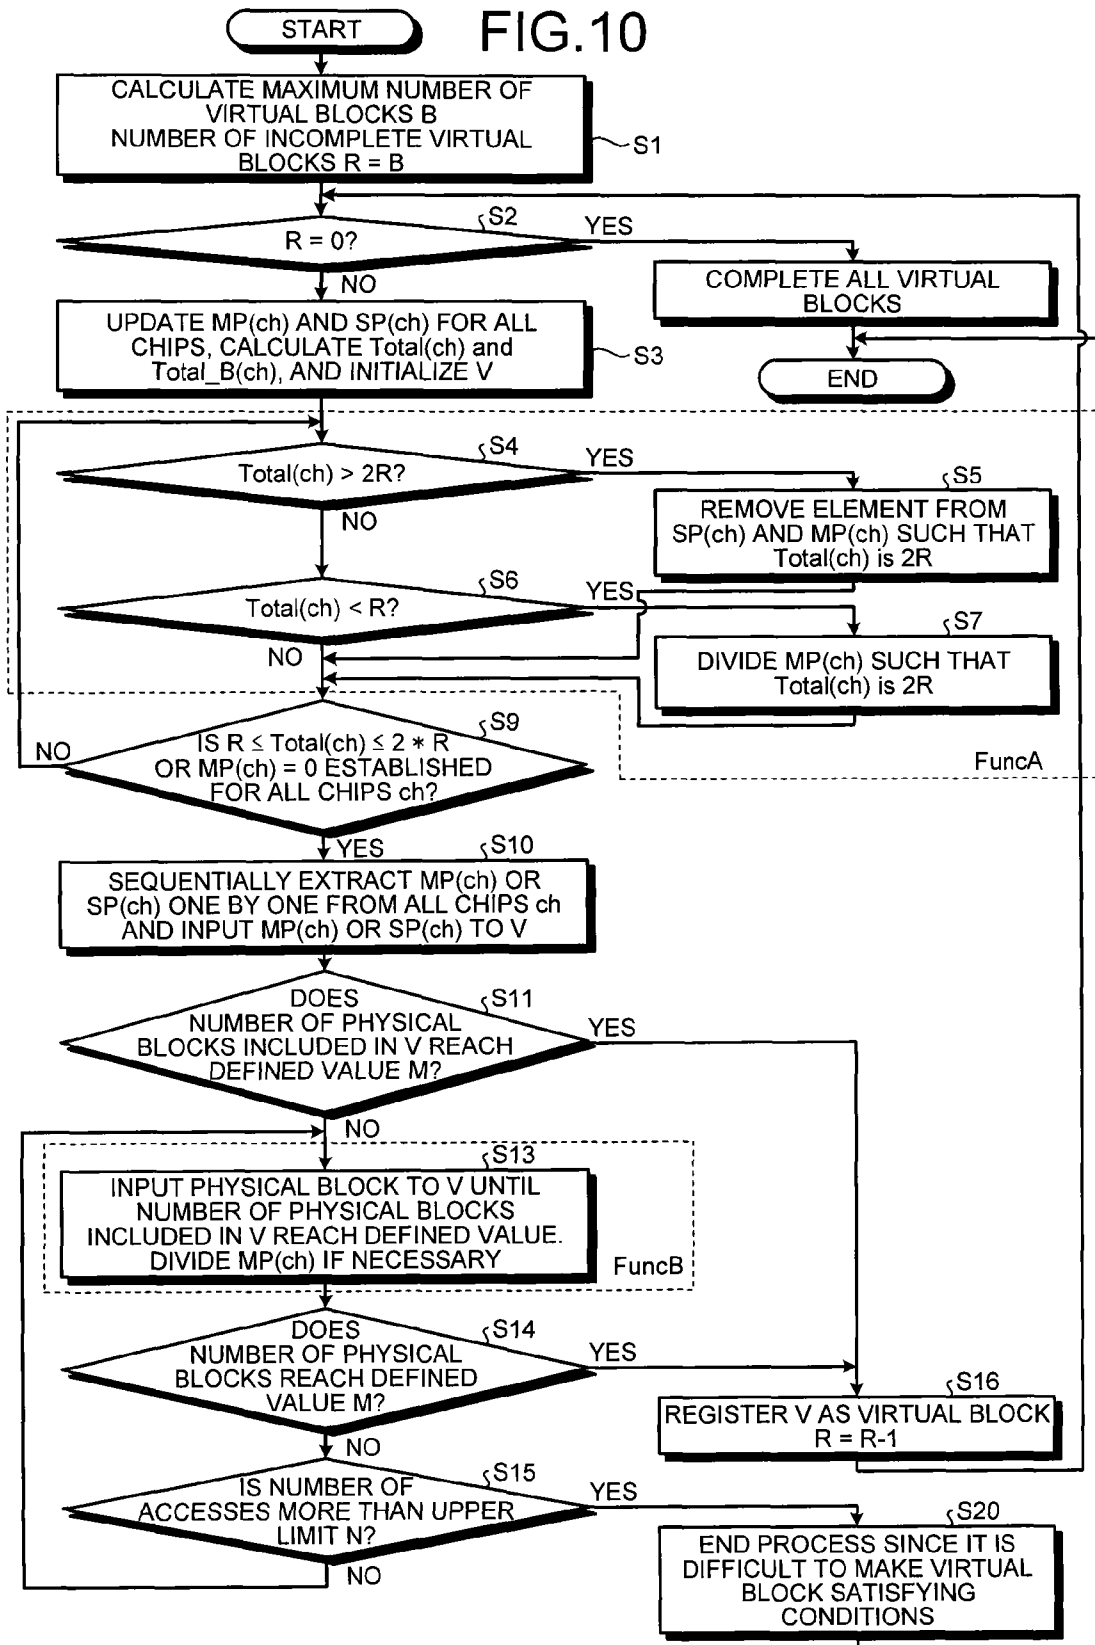 START
FIG.10
CALCULATE MAXIMUM NUMBER OF
VIRTUAL BLOCKS B
NUMBER OF INCOMPLETE VIRTUAL
BLOCKS R = B
S1
S2
R = 0?
YES
NO
COMPLETE ALL VIRTUAL
BLOCKS
END
UPDATE MP(ch) AND SP(ch) FOR ALL
CHIPS, CALCULATE Total(ch) and
Total_B(ch), AND INITIALIZE V
S3
S4
Total(ch) > 2R?
YES
NO
S5
REMOVE ELEMENT FROM
SP(ch) AND MP(ch) SUCH THAT
Total(ch) is 2R
S6
Total(ch) < R?
YES
NO
S7
DIVIDE MP(ch) SUCH THAT
Total(ch) is 2R
FuncA
S9
IS R ≤ Total(ch) ≤ 2 * R
OR MP(ch) = 0 ESTABLISHED
FOR ALL CHIPS ch?
NO
YES
S10
SEQUENTIALLY EXTRACT MP(ch) OR
SP(ch) ONE BY ONE FROM ALL CHIPS ch
AND INPUT MP(ch) OR SP(ch) TO V
S11
DOES
NUMBER OF PHYSICAL
BLOCKS INCLUDED IN V REACH
DEFINED VALUE M?
YES
NO
S13
INPUT PHYSICAL BLOCK TO V UNTIL
NUMBER OF PHYSICAL BLOCKS
INCLUDED IN V REACH DEFINED VALUE.
DIVIDE MP(ch) IF NECESSARY
FuncB
S14
DOES
NUMBER OF PHYSICAL
BLOCKS REACH DEFINED
VALUE M?
YES
NO
S16
REGISTER V AS VIRTUAL BLOCK
R = R-1
S15
IS NUMBER OF
ACCESSES MORE THAN UPPER
LIMIT N?
YES
NO
S20
END PROCESS SINCE IT IS
DIFFICULT TO MAKE VIRTUAL
BLOCK SATISFYING
CONDITIONS